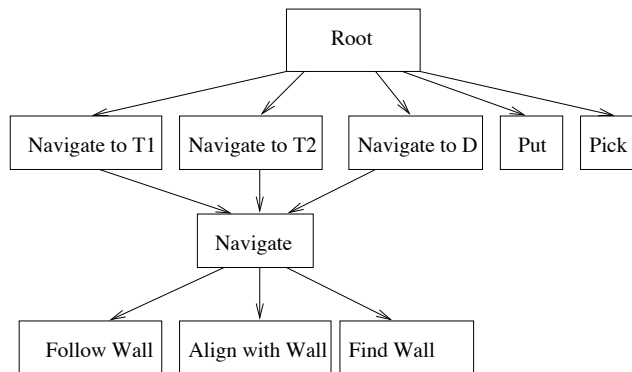 Root
Navigate to T1
Navigate to T2
Navigate to D
Put
Pick
Navigate
Follow Wall
Align with Wall
Find Wall